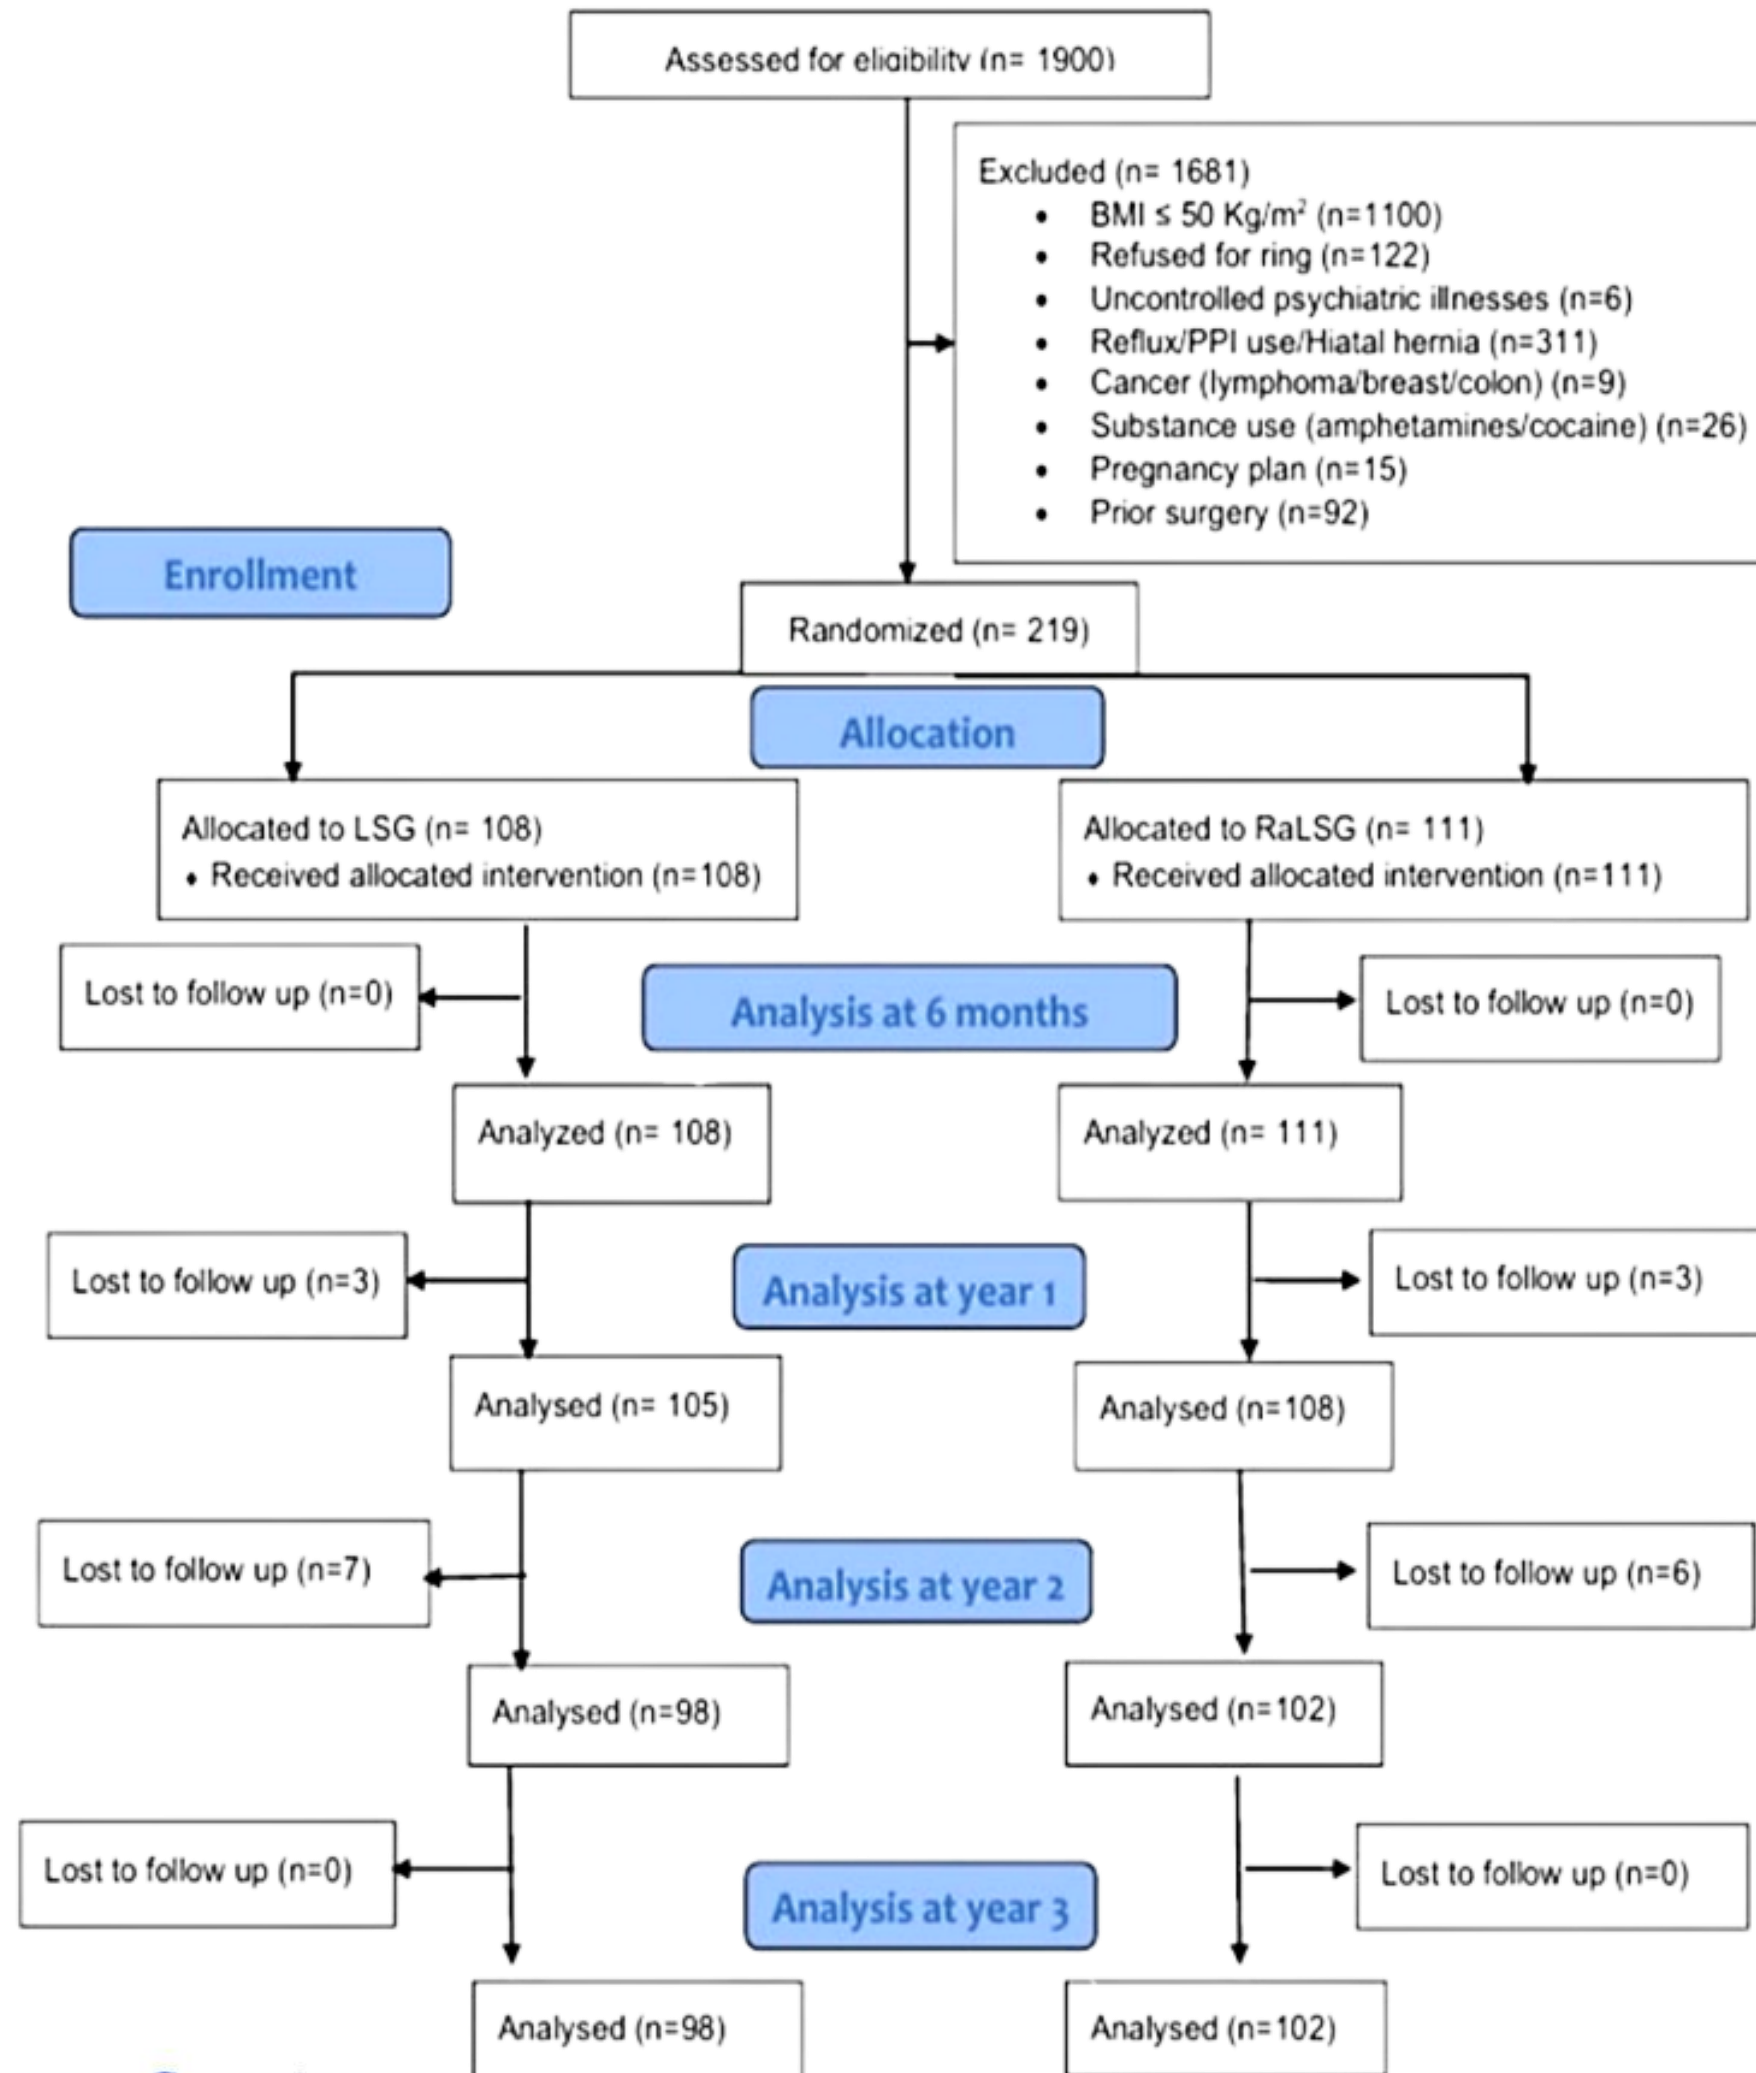 Assessed for eligibility (n= 1900)
Excluded (n= 1681)
• BMI ≤ 50 Kg/m² (n=1100)
• Refused for ring (n=122)
• Uncontrolled psychiatric illnesses (n=6)
• Reflux/PPI use/Hiatal hernia (n=311)
• Cancer (lymphoma/breast/colon) (n=9)
• Substance use (amphetamines/cocaine) (n=26)
• Pregnancy plan (n=15)
• Prior surgery (n=92)
Enrollment
Randomized (n= 219)
Allocation
Allocated to LSG (n= 108)
• Received allocated intervention (n=108)
Allocated to RaLSG (n= 111)
• Received allocated intervention (n=111)
Lost to follow up (n=0)
Analysis at 6 months
Lost to follow up (n=0)
Analyzed (n= 108)
Analyzed (n= 111)
Lost to follow up (n=3)
Analysis at year 1
Lost to follow up (n=3)
Analysed (n= 105)
Analysed (n=108)
Lost to follow up (n=7)
Analysis at year 2
Lost to follow up (n=6)
Analysed (n=98)
Analysed (n=102)
Lost to follow up (n=0)
Analysis at year 3
Lost to follow up (n=0)
Analysed (n=98)
Analysed (n=102)